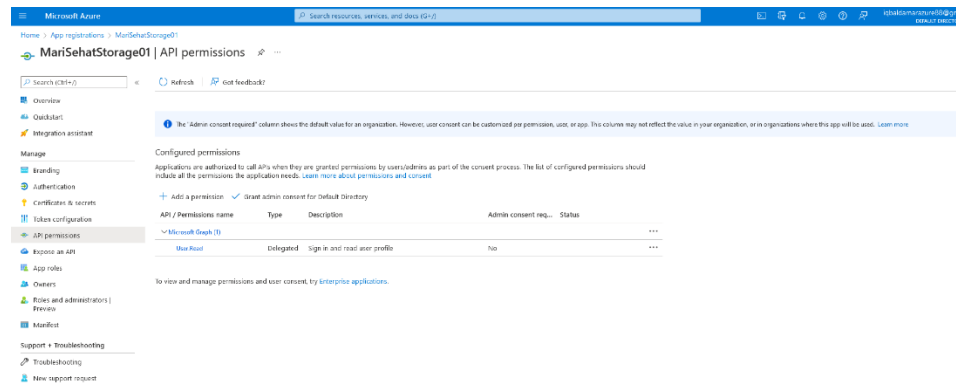 Microsoft Azure
Search resources, services, and docs (G+/)
iqbaldamarazure88@gm
DEFAULT DIRECTO
Home > App registrations > MariSehatStorage01
MariSehatStorage01 | API permissions
Search (Ctrl+/)
Refresh
Got feedback?
Overview
Quickstart
Integration assistant
The "Admin consent required" column shows the default value for an organization. However, user consent can be customized per permission, user, or app. This column may not reflect the value in your organization, or in organizations where this app will be used. Learn more
Manage
Branding
Authentication
Certificates & secrets
Token configuration
API permissions
Expose an API
App roles
Owners
Roles and administrators |
Preview
Manifest
Support + Troubleshooting
Troubleshooting
New support request
Configured permissions
Applications are authorized to call APIs when they are granted permissions by users/admins as part of the consent process. The list of configured permissions should
include all the permissions the application needs. Learn more about permissions and consent
Add a permission
Grant admin consent for Default Directory
API / Permissions name Type Description Admin consent req... Status
Microsoft Graph (1)
User.Read Delegated Sign in and read user profile No
To view and manage permissions and user consent, try Enterprise applications.